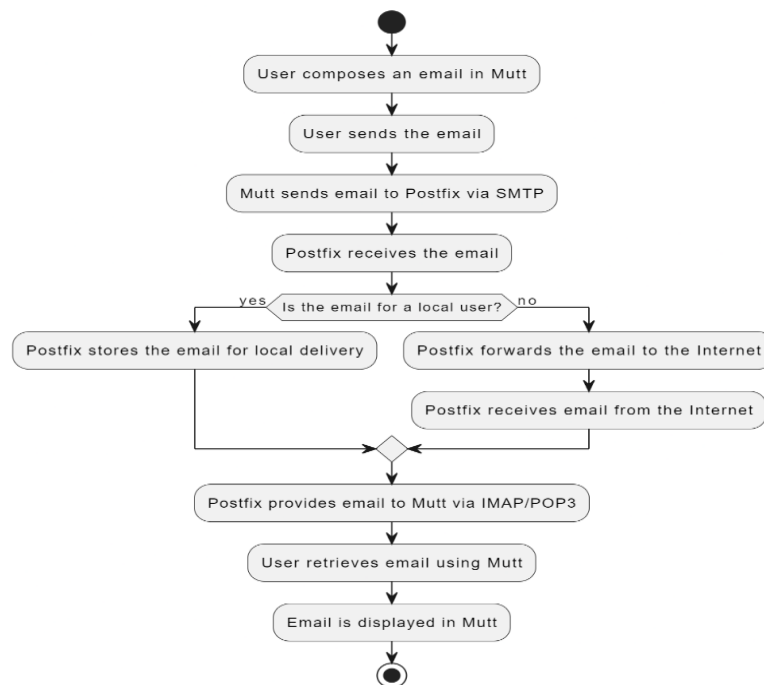 User composes an email in Mutt
User sends the email
Mutt sends email to Postfix via SMTP
Postfix receives the email
yes
Is the email for a local user?
no
Postfix stores the email for local delivery
Postfix forwards the email to the Internet
Postfix receives email from the Internet
Postfix provides email to Mutt via IMAP/POP3
User retrieves email using Mutt
Email is displayed in Mutt